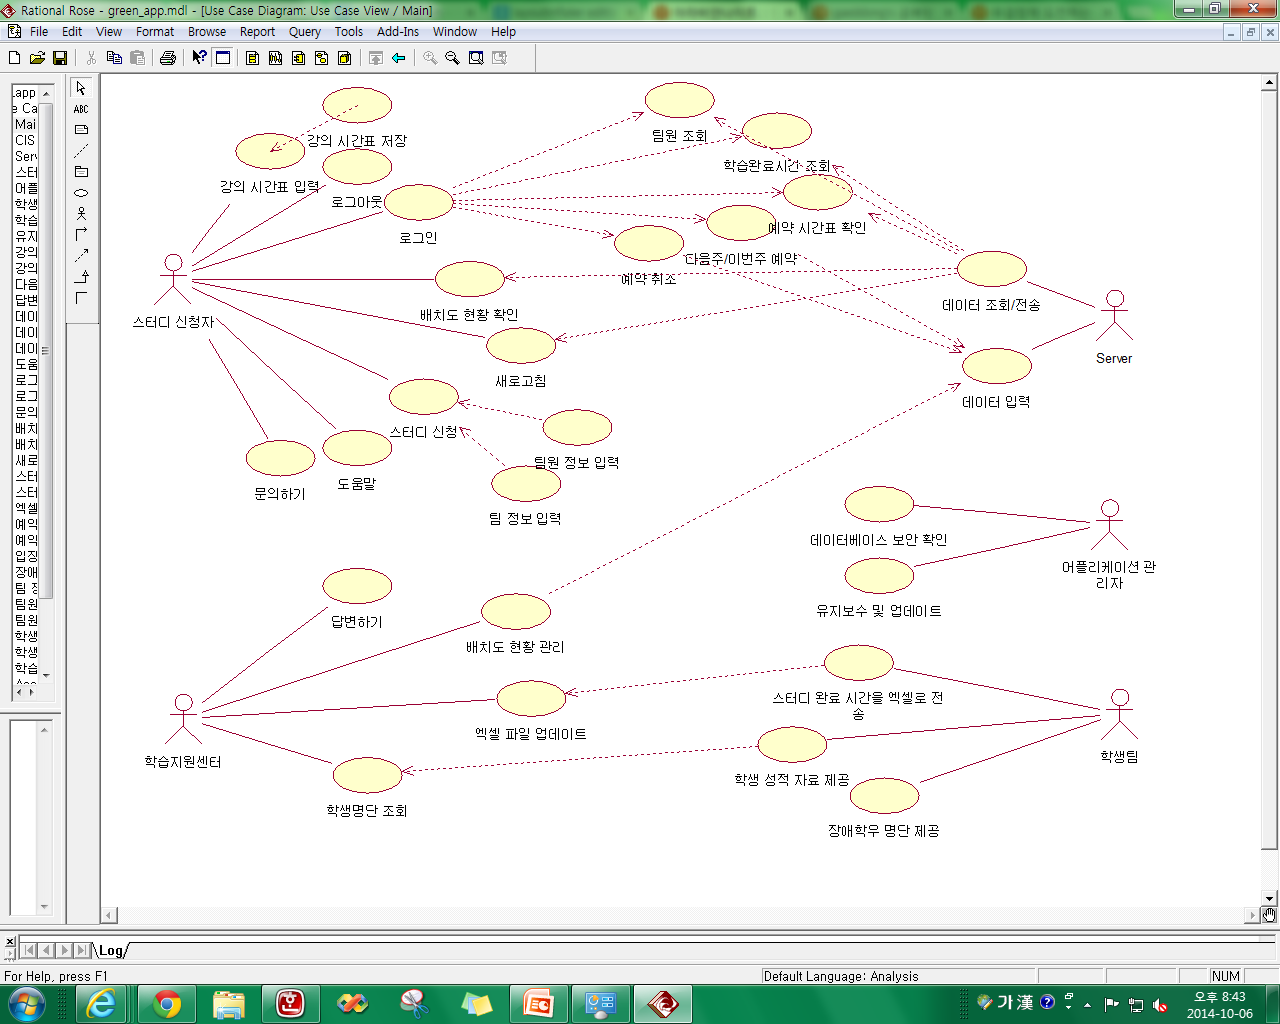 Rational Rose - green_app.mdl - [Use Case Diagram: Use Case View / Main]
File Edit View Format Browse Report Query Tools Add-Ins Window Help
ABC
강의 시간표 저장
강의 시간표 입력
로그아웃
로그인
팀원 조회
학습완료시간 조회
예약 시간표 확인
다음주/이번주 예약
예약 취소
배치도 현황 확인
데이터 조회/전송
스터디 신청자
Server
새로고침
데이터 입력
스터디 신청
팀원 정보 입력
도움말
문의하기
팀 정보 입력
데이터베이스 보안 확인
어플리케이션 관
리자
유지보수 및 업데이트
답변하기
배치도 현황 관리
스터디 완료 시간을 엑셀로 전
송
엑셀 파일 업데이트
학습지원센터
학생팀
학생 성적 자료 제공
학생명단 조회
장애학우 명단 제공
Log
For Help, press F1
Default Language: Analysis
NUM
가 漢
오후 8:43
2014-10-06